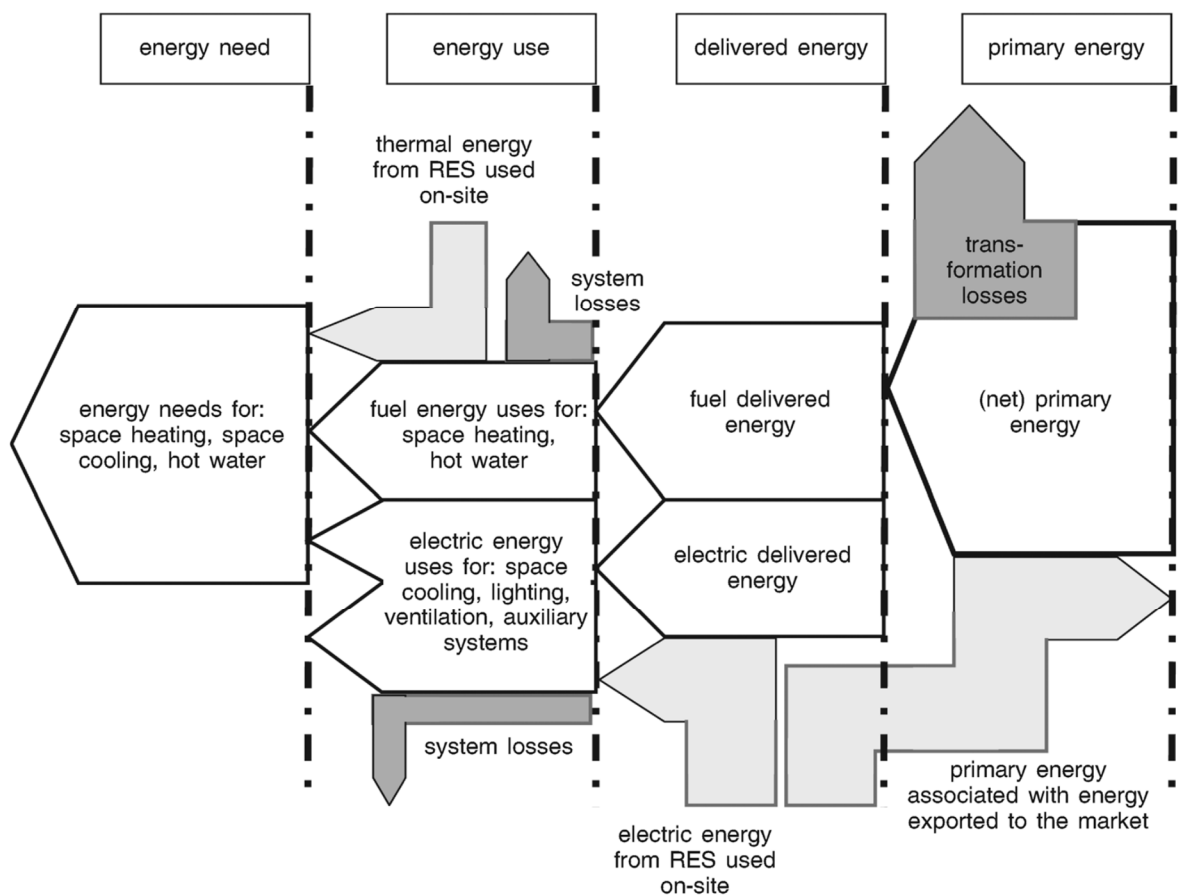 energy need
energy use
delivered energy
primary energy
thermal energy
from RES used
on-site
system
losses
trans-
formation
losses
energy needs for:
space heating, space
cooling, hot water
fuel energy uses for:
space heating,
hot water
fuel delivered
energy
(net) primary
energy
electric energy
uses for: space
cooling, lighting,
ventilation, auxiliary
systems
electric delivered
energy
system losses
electric energy
from RES used
on-site
primary energy
associated with energy
exported to the market